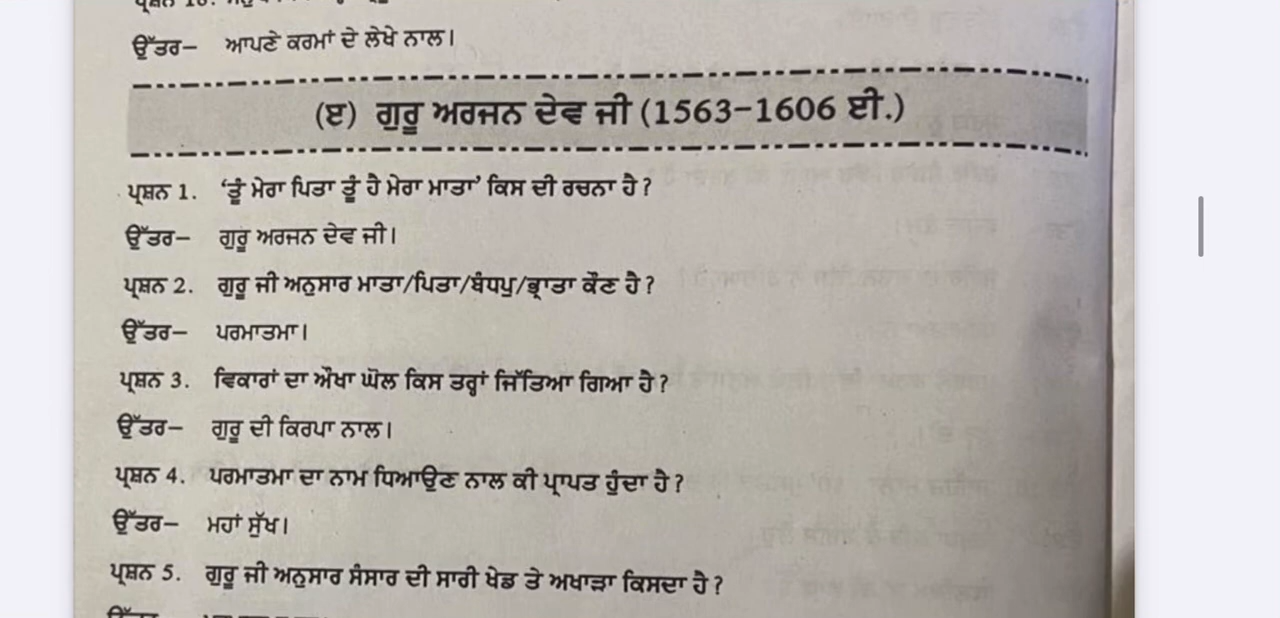 ਉੱਤਰ– ਆਪਣੇ ਕਰਮਾਂ ਦੇ ਲੇਖੇ ਨਾਲ।
(ੲ) ਗੁਰੂ ਅਰਜਨ ਦੇਵ ਜੀ (1563–1606 ਈ.)
ਪ੍ਰਸ਼ਨ 1. ‘ਤੂੰ ਮੇਰਾ ਪਿਤਾ ਤੂੰ ਹੈ ਮੇਰਾ ਮਾਤਾ’ ਕਿਸ ਦੀ ਰਚਨਾ ਹੈ?
ਉੱਤਰ– ਗੁਰੂ ਅਰਜਨ ਦੇਵ ਜੀ।
ਪ੍ਰਸ਼ਨ 2. ਗੁਰੂ ਜੀ ਅਨੁਸਾਰ ਮਾਤਾ/ਪਿਤਾ/ਬੰਧਪੁ/ਭ੍ਰਾਤਾ ਕੌਣ ਹੈ?
ਉੱਤਰ– ਪਰਮਾਤਮਾ।
ਪ੍ਰਸ਼ਨ 3. ਵਿਕਾਰਾਂ ਦਾ ਔਖਾ ਘੋਲ ਕਿਸ ਤਰ੍ਹਾਂ ਜਿੱਤਿਆ ਗਿਆ ਹੈ?
ਉੱਤਰ– ਗੁਰੂ ਦੀ ਕਿਰਪਾ ਨਾਲ।
ਪ੍ਰਸ਼ਨ 4. ਪਰਮਾਤਮਾ ਦਾ ਨਾਮ ਧਿਆਉਣ ਨਾਲ ਕੀ ਪ੍ਰਾਪਤ ਹੁੰਦਾ ਹੈ?
ਉੱਤਰ– ਮਹਾਂ ਸੁੱਖ।
ਪ੍ਰਸ਼ਨ 5. ਗੁਰੂ ਜੀ ਅਨੁਸਾਰ ਸੰਸਾਰ ਦੀ ਸਾਰੀ ਖੇਡ ਤੇ ਅਖਾੜਾ ਕਿਸਦਾ ਹੈ?